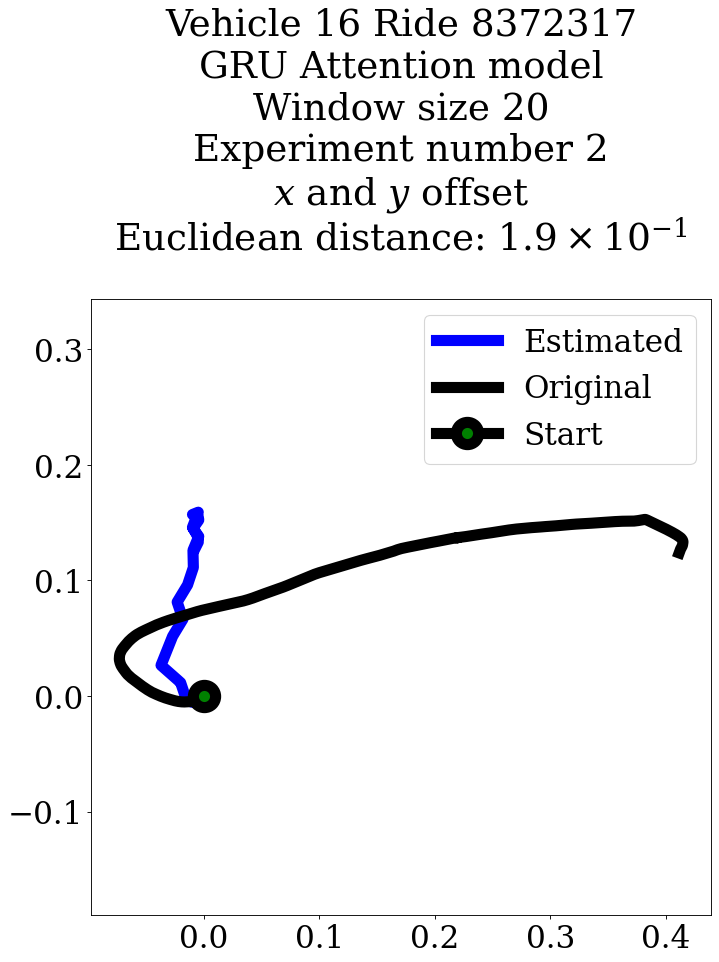 Vehicle 16 Ride 8372317
GRU Attention model
Window size 20
Experiment number 2
x and y offset
Euclidean distance: 1.9 × 10⁻¹
Estimated
Original
Start
0.3
0.2
0.1
0.0
−0.1
0.0 0.1 0.2 0.3 0.4